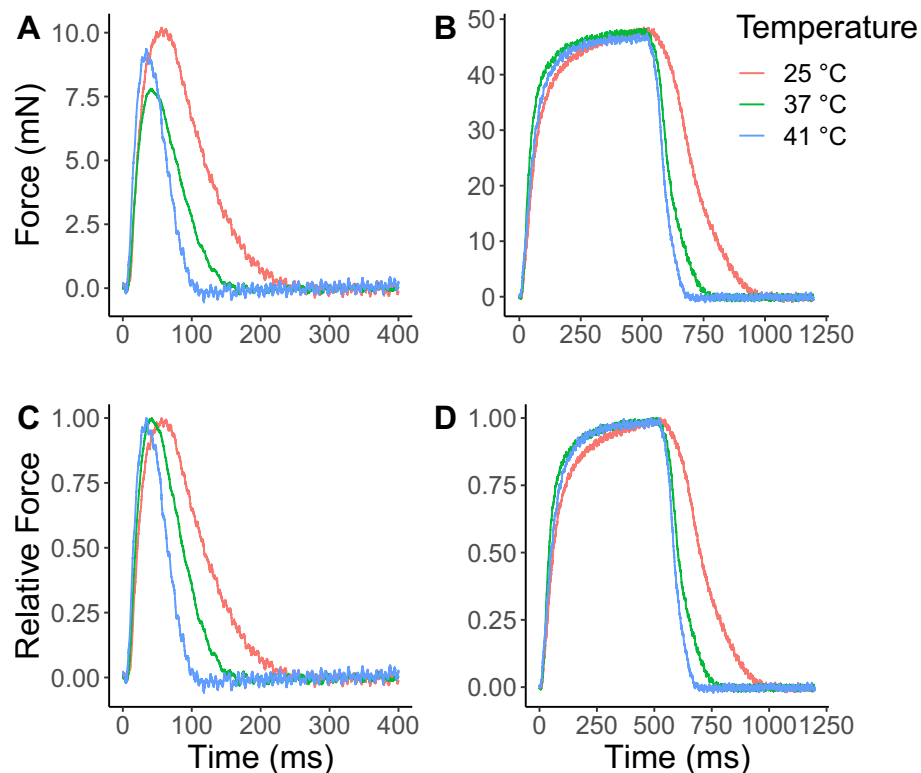 A
B
Temperature
25 °C
37 °C
41 °C
Force (mN)
10.0
7.5
5.0
2.5
0.0
0 100 200 300 400
50
40
30
20
10
0
0 250 500 750 1000 1250
C
D
Relative Force
1.00
0.75
0.50
0.25
0.00
0 100 200 300 400
Time (ms)
1.00
0.75
0.50
0.25
0.00
0 250 500 750 1000 1250
Time (ms)